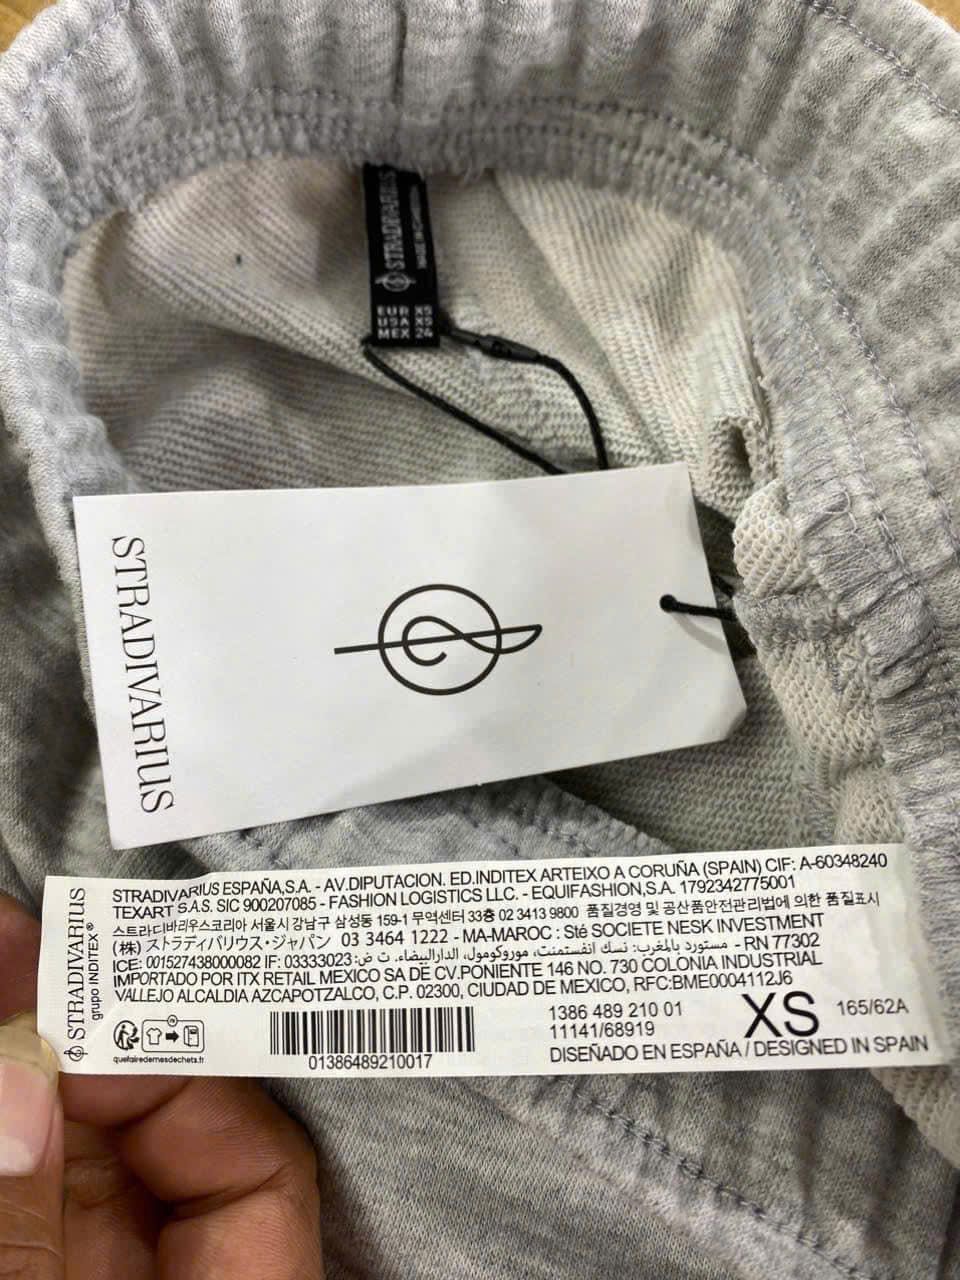 STRADIVARIUS
EUR XS
USA XS
MEX 24
STRADIVARIUS
STRADIVARIUS
grupo INDITEX®
STRADIVARIUS ESPAÑA,S.A. - AV.DIPUTACION. ED.INDITEX ARTEIXO A CORUÑA (SPAIN) CIF: A-60348240
TEXART S.A.S. SIC 900207085 - FASHION LOGISTICS LLC. - EQUIFASHION,S.A. 1792342775001
스트라디바리우스코리아 서울시 강남구 삼성동 159-1 무역센터 33층 02 3413 9800 품질경영 및 공산품안전관리법에 의한 품질표시
(株) ストラディバリウス・ジャパン 03 3464 1222 - MA-MAROC : Sté SOCIETE NESK INVESTMENT
ICE: 001527438000082 IF: 03333023 مستورد بالمغرب: نسك انفستمنت، موروكومول، الدارالبيضاء. ت ض: - RN 77302
IMPORTADO POR ITX RETAIL MEXICO SA DE CV.PONIENTE 146 NO. 730 COLONIA INDUSTRIAL
VALLEJO ALCALDIA AZCAPOTZALCO, C.P. 02300, CIUDAD DE MEXICO, RFC:BME0004112J6
quefairedemesdechets.fr
01386489210017
1386 489 210 01
11141/68919
XS
165/62A
DISEÑADO EN ESPAÑA / DESIGNED IN SPAIN